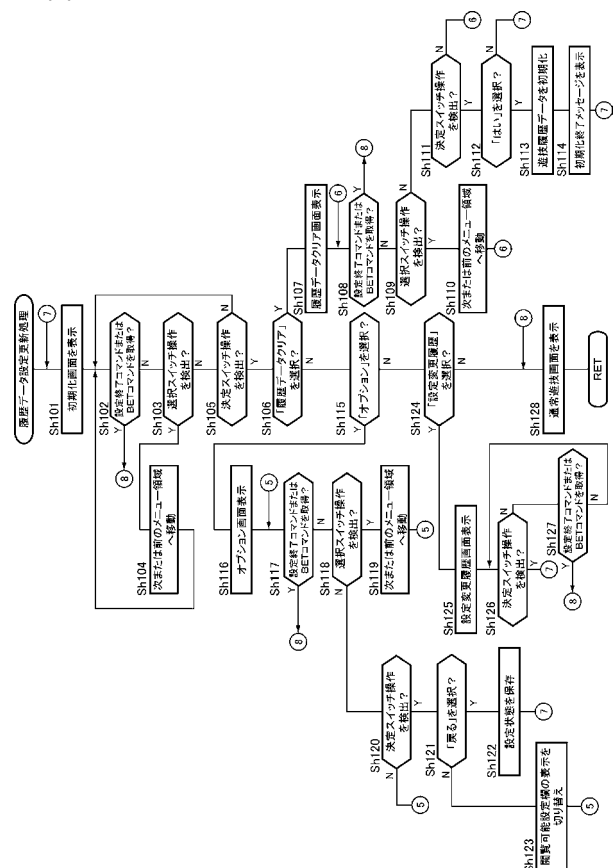 履歴データ設定更新処理
⑦
Sh101
初期化画面を表示
Sh102
設定終了コマンドまたは
BETコマンドを取得?
Y
N
⑧
Sh103
選択スイッチ操作
を検出?
Y
N
Sh104
次または前のメニュー領域
へ移動
Sh105
決定スイッチ操作
を検出?
N
Y
Sh106
「履歴データクリア」
を選択?
Y
N
Sh107
履歴データクリア画面表示
⑥
Sh108
設定終了コマンドまたは
BETコマンドを取得?
Y
⑧
N
Sh109
選択スイッチ操作
を検出?
N
Y
Sh110
次または前のメニュー領域
へ移動
⑥
Sh111
決定スイッチ操作
を検出?
N
⑥
Y
Sh112
「はい」を選択?
N
⑦
Y
Sh113
遊技履歴データを初期化
Sh114
初期化終了メッセージを表示
⑦
Sh115
「オプション」を選択?
Y
N
Sh116
オプション画面表示
⑤
Sh117
設定終了コマンドまたは
BETコマンドを取得?
Y
⑧
N
Sh118
選択スイッチ操作
を検出?
N
Y
Sh119
次または前のメニュー領域
へ移動
⑤
Sh120
決定スイッチ操作
を検出?
N
⑤
Y
Sh121
「戻る」を選択?
N
Y
Sh122
設定状態を保存
⑦
Sh123
閲覧可能設定欄の表示を
切り替え
⑤
Sh124
「設定変更履歴」
を選択?
Y
N
Sh125
設定変更履歴画面表示
Sh126
決定スイッチ操作
を検出?
N
Y
⑦
Sh127
設定終了コマンドまたは
BETコマンドを取得?
Y
⑧
N
⑧
Sh128
通常遊技画面を表示
RET